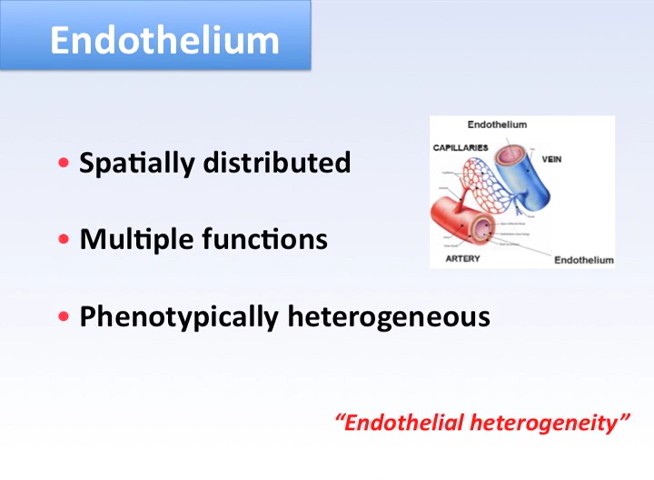 Endothelium
• Spatially distributed
• Multiple functions
• Phenotypically heterogeneous
Endothelium
CAPILLARIES
VEIN
ARTERY
Endothelium
“Endothelial heterogeneity”